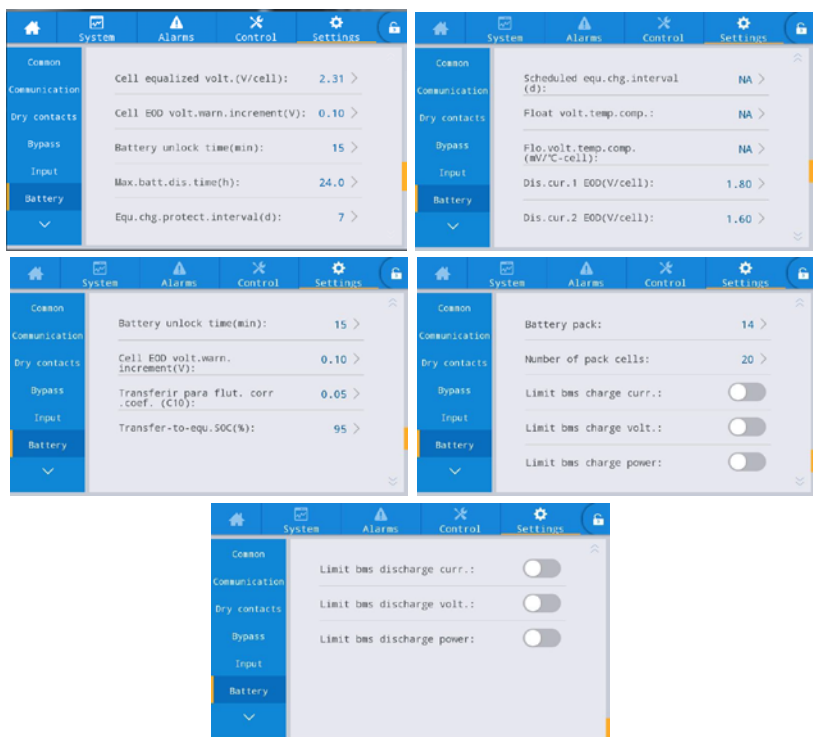 System Alarms Control Settings
Common
Communication
Dry contacts
Bypass
Input
Battery
Cell equalized volt.(V/cell): 2.31 >
Cell EOD volt.warn.increment(V): 0.10 >
Battery unlock time(min): 15 >
Max.batt.dis.time(h): 24.0 >
Equ.chg.protect.interval(d): 7 >
System Alarms Control Settings
Common
Communication
Dry contacts
Bypass
Input
Battery
Scheduled equ.chg.interval
(d): NA >
Float volt.temp.comp.: NA >
Flo.volt.temp.comp.
(mV/℃-cell): NA >
Dis.cur.1 EOD(V/cell): 1.80 >
Dis.cur.2 EOD(V/cell): 1.60 >
System Alarms Control Settings
Common
Communication
Dry contacts
Bypass
Input
Battery
Battery unlock time(min): 15 >
Cell EOD volt.warn.
increment(V): 0.10 >
Transferir para flut. corr
.coef. (C10): 0.05 >
Transfer-to-equ.SOC(%): 95 >
System Alarms Control Settings
Common
Communication
Dry contacts
Bypass
Input
Battery
Battery pack: 14 >
Number of pack cells: 20 >
Limit bms charge curr.:
Limit bms charge volt.:
Limit bms charge power:
System Alarms Control Settings
Common
Communication
Dry contacts
Bypass
Input
Battery
Limit bms discharge curr.:
Limit bms discharge volt.:
Limit bms discharge power: